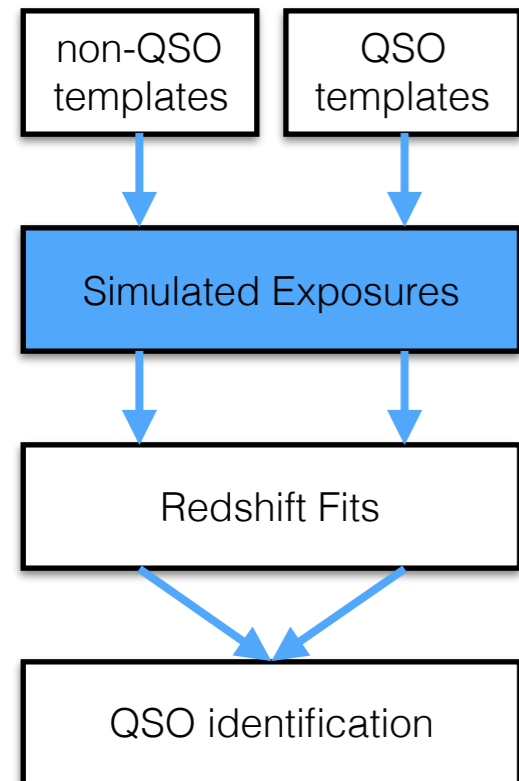 non-QSO
templates
QSO
templates
Simulated Exposures
Redshift Fits
QSO identification